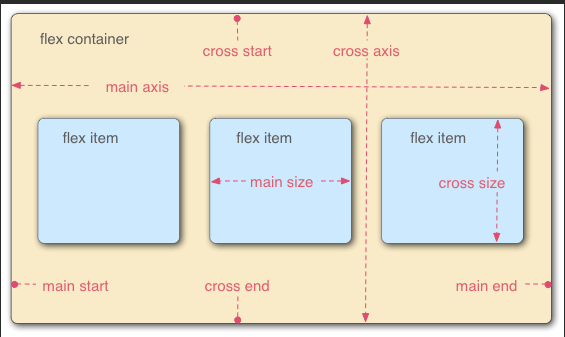 flex container
cross start
cross axis
main axis
flex item
flex item
flex item
main size
cross size
main start
cross end
main end